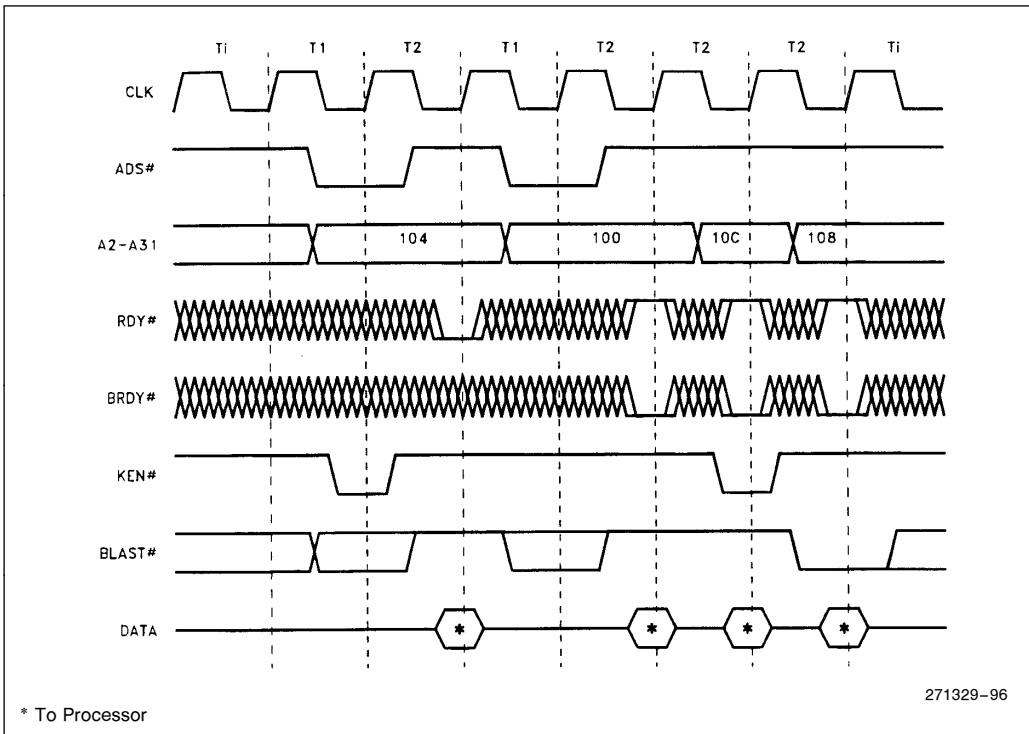 Ti T1 T2 T1 T2 T2 T2 Ti
CLK
ADS#
A2-A31 104 100 10C 108
RDY#
BRDY#
KEN#
BLAST#
DATA * * * *
271329-96
* To Processor